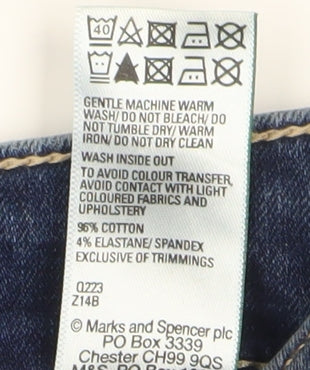 40
GENTLE MACHINE WARM
WASH/ DO NOT BLEACH/ DO
NOT TUMBLE DRY/ WARM
IRON/ DO NOT DRY CLEAN
WASH INSIDE OUT
TO AVOID COLOUR TRANSFER,
AVOID CONTACT WITH LIGHT
COLOURED FABRICS AND
UPHOLSTERY
96% COTTON
4% ELASTANE/ SPANDEX
EXCLUSIVE OF TRIMMINGS
Q223
Z14B
© Marks and Spencer plc
PO Box 3339
Chester CH99 9QS
M&S PO Box